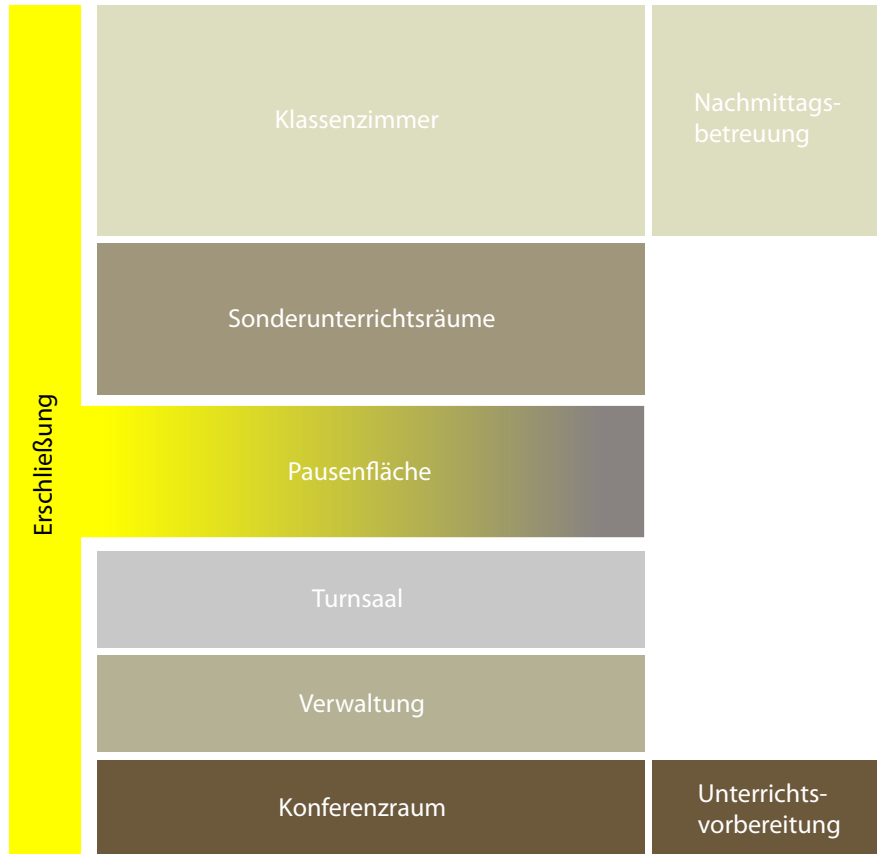 Klassenzimmer
Nachmittags-
betreuung
Sonderunterrichtsräume
Erschließung
Pausenfläche
Turnsaal
Verwaltung
Konferenzraum
Unterrichts-
vorbereitung